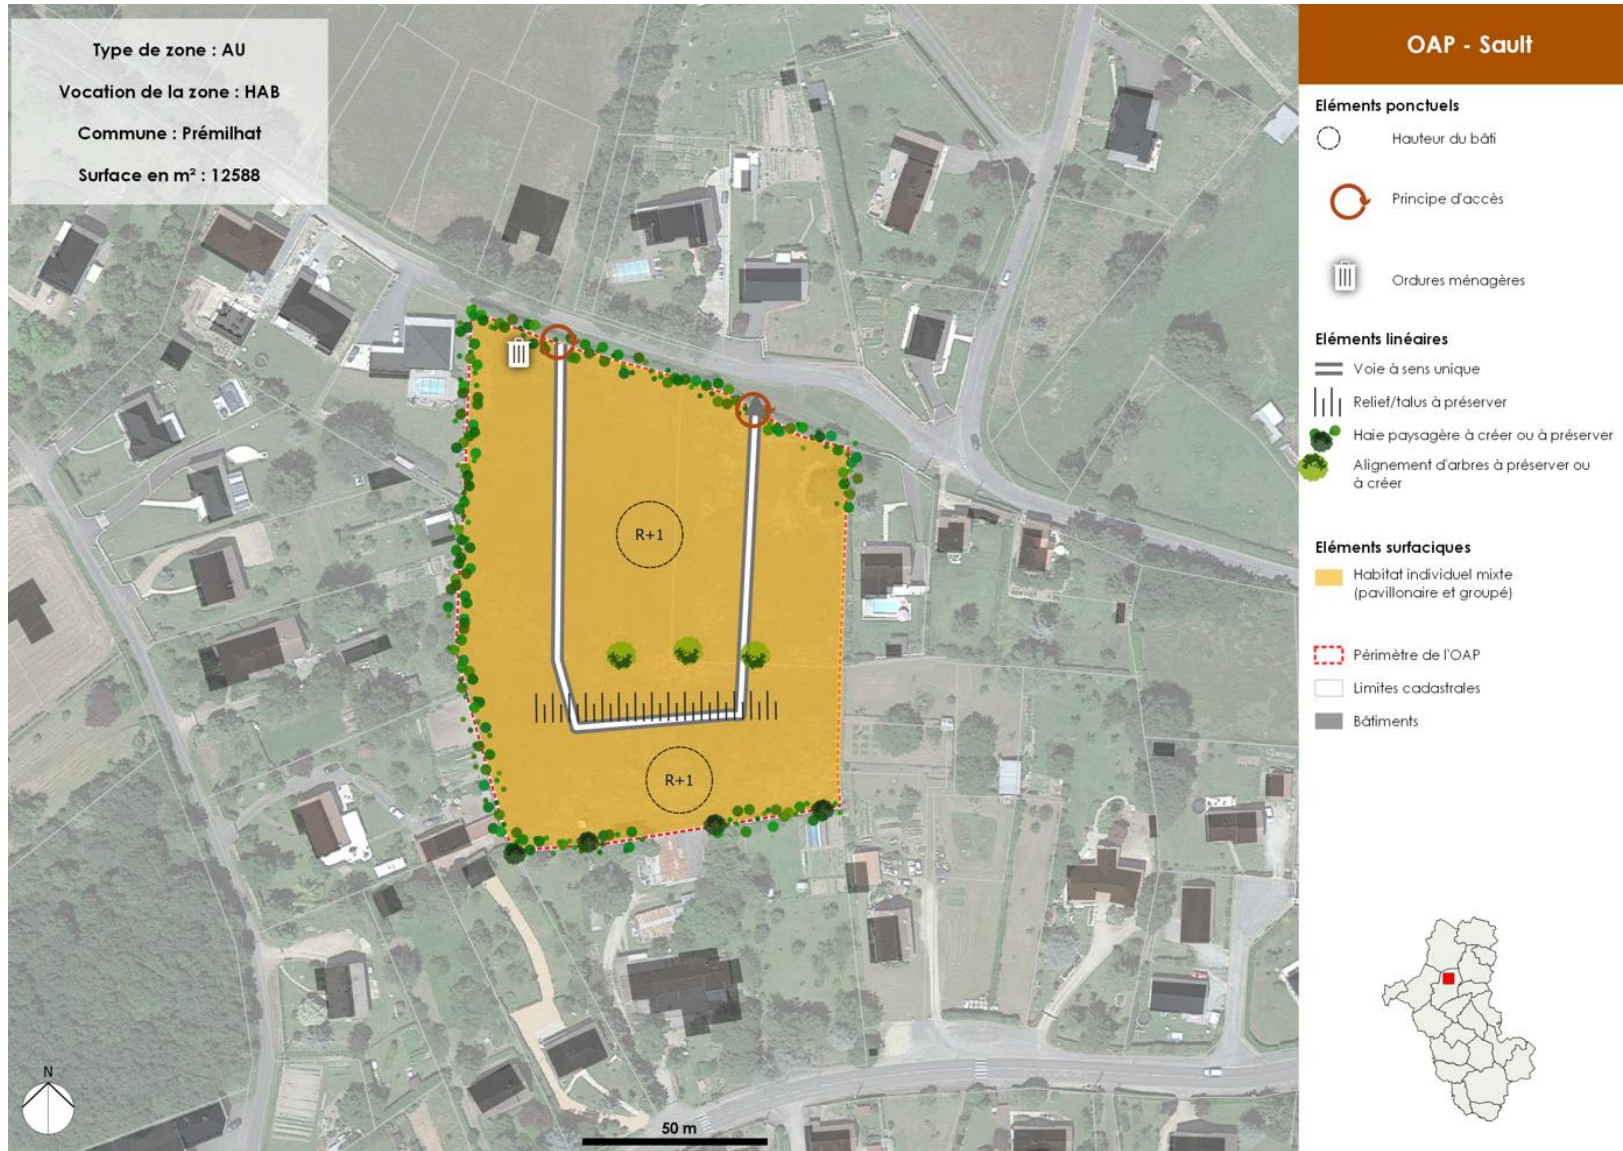 Type de zone : AU
Vocation de la zone : HAB
Commune : Prémilhat
Surface en m² : 12588
R+1
R+1
N
50 m
OAP - Sault
Eléments ponctuels
Hauteur du bâti
Principe d'accès
Ordures ménagères
Eléments linéaires
Voie à sens unique
Relief/talus à préserver
Haie paysagère à créer ou à préserver
Alignement d'arbres à préserver ou
à créer
Eléments surfaciques
Habitat individuel mixte
(pavillonaire et groupé)
Périmètre de l'OAP
Limites cadastrales
Bâtiments